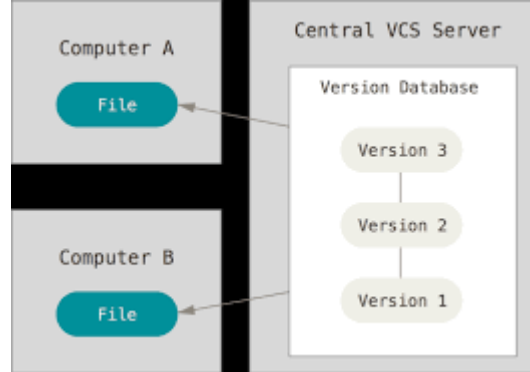 Computer A
File
Computer B
File
Central VCS Server
Version Database
Version 3
Version 2
Version 1